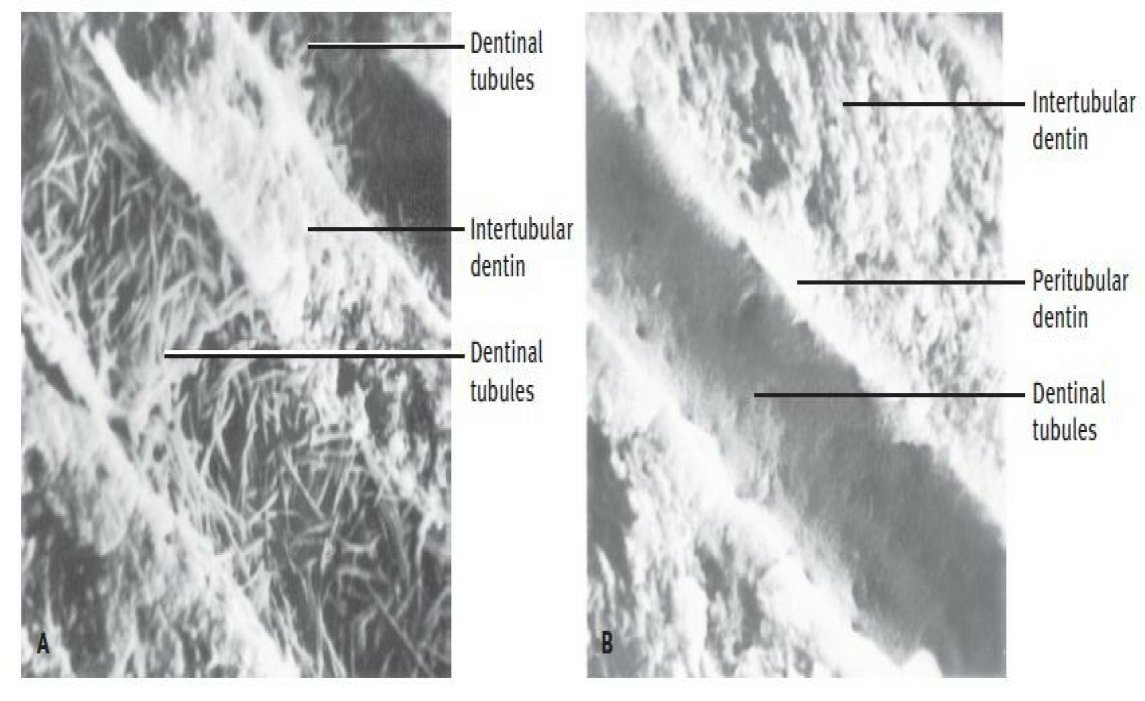 Dentinal
tubules
Intertubular
dentin
Dentinal
tubules
A
Intertubular
dentin
Peritubular
dentin
Dentinal
tubules
B